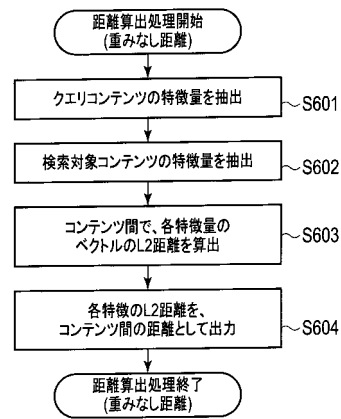 距離算出処理開始
(重みなし距離)
クエリコンテンツの特徴量を抽出
S601
検索対象コンテンツの特徴量を抽出
S602
コンテンツ間で、各特徴量の
ベクトルのL2距離を算出
S603
各特徴のL2距離を、
コンテンツ間の距離として出力
S604
距離算出処理終了
(重みなし距離)